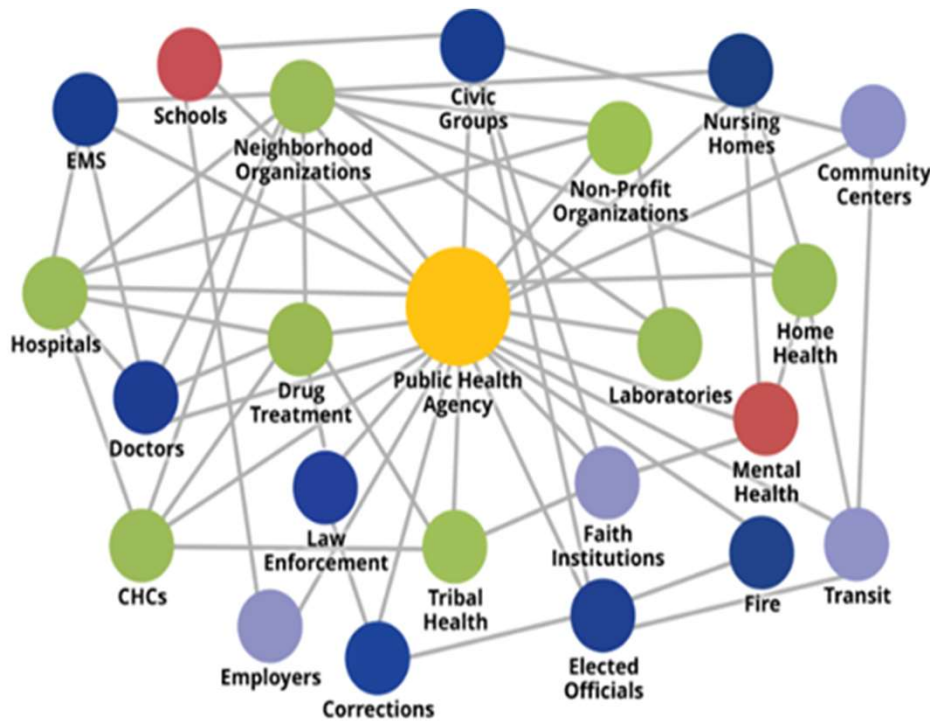 Schools
Civic
Groups
EMS
Neighborhood
Organizations
Nursing
Homes
Community
Centers
Non-Profit
Organizations
Hospitals
Home
Health
Public Health
Agency
Drug
Treatment
Laboratories
Doctors
Mental
Health
Law
Enforcement
Faith
Institutions
CHCs
Tribal
Health
Fire
Transit
Employers
Elected
Officials
Corrections